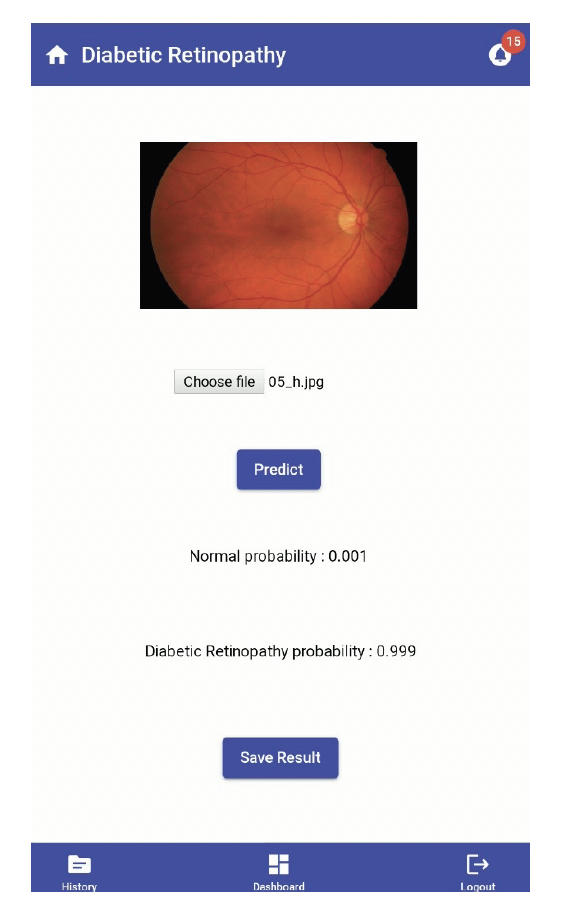 Diabetic Retinopathy
15
Choose file 05_h.jpg
Predict
Normal probability : 0.001
Diabetic Retinopathy probability : 0.999
Save Result
History Dashboard Logout